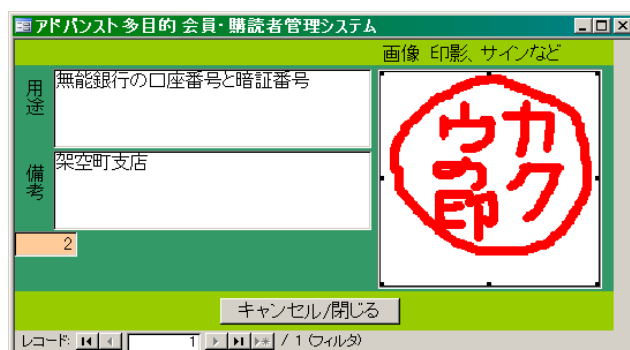 アドバンスト多目的 会員・購読者管理システム
画像 印影、サインなど
用途
無能銀行の口座番号と暗証番号
備考
架空町支店
カク
ウの印
2
キャンセル/閉じる
レコード: 1 / 1 (フィルタ)